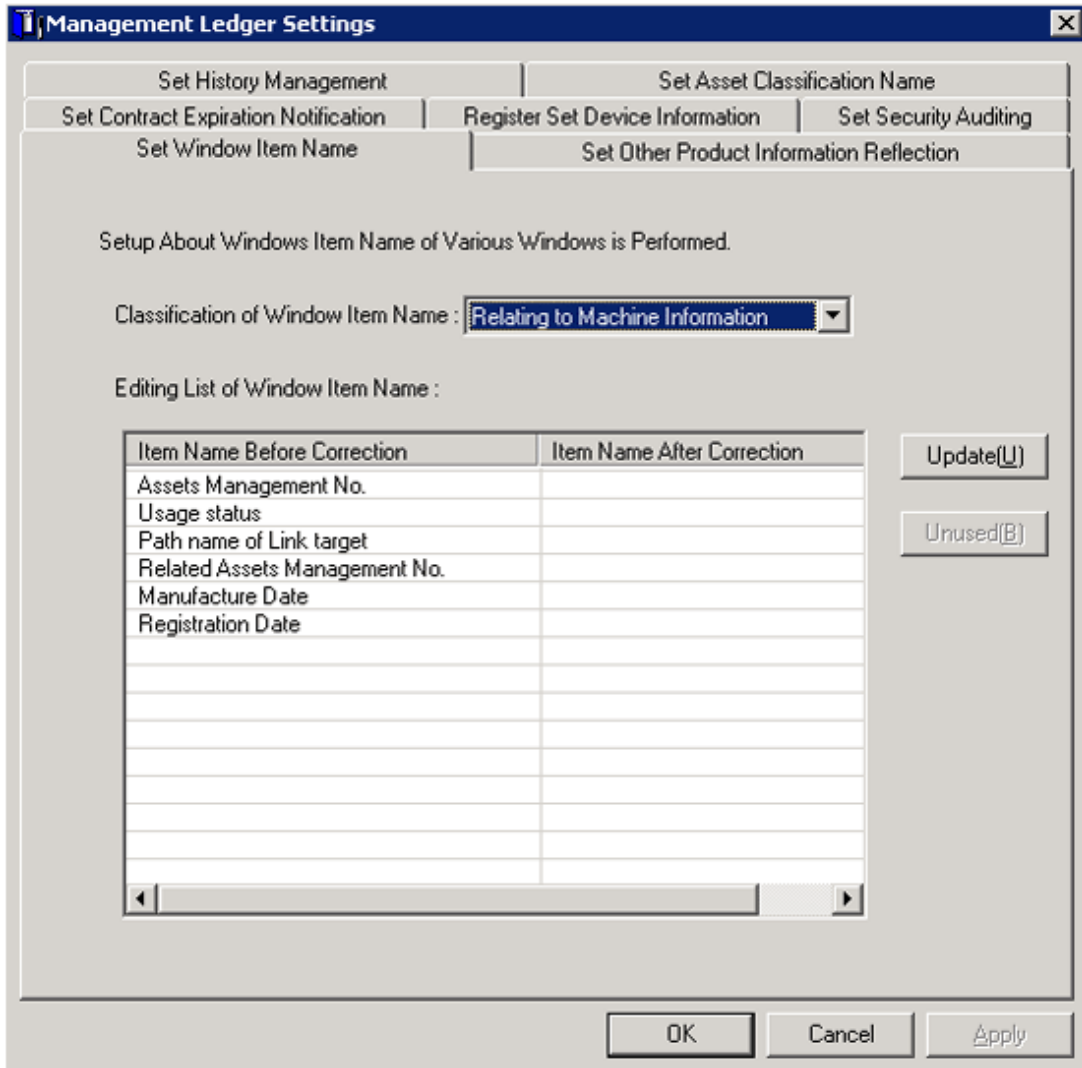 Management Ledger Settings
Set History Management
Set Asset Classification Name
Set Contract Expiration Notification
Register Set Device Information
Set Security Auditing
Set Window Item Name
Set Other Product Information Reflection
Setup About Windows Item Name of Various Windows is Performed.
Classification of Window Item Name : Relating to Machine Information
Editing List of Window Item Name :
Item Name Before Correction
Item Name After Correction
Update(U)
Assets Management No.
Usage status
Unused(B)
Path name of Link target
Related Assets Management No.
Manufacture Date
Registration Date
OK
Cancel
Apply